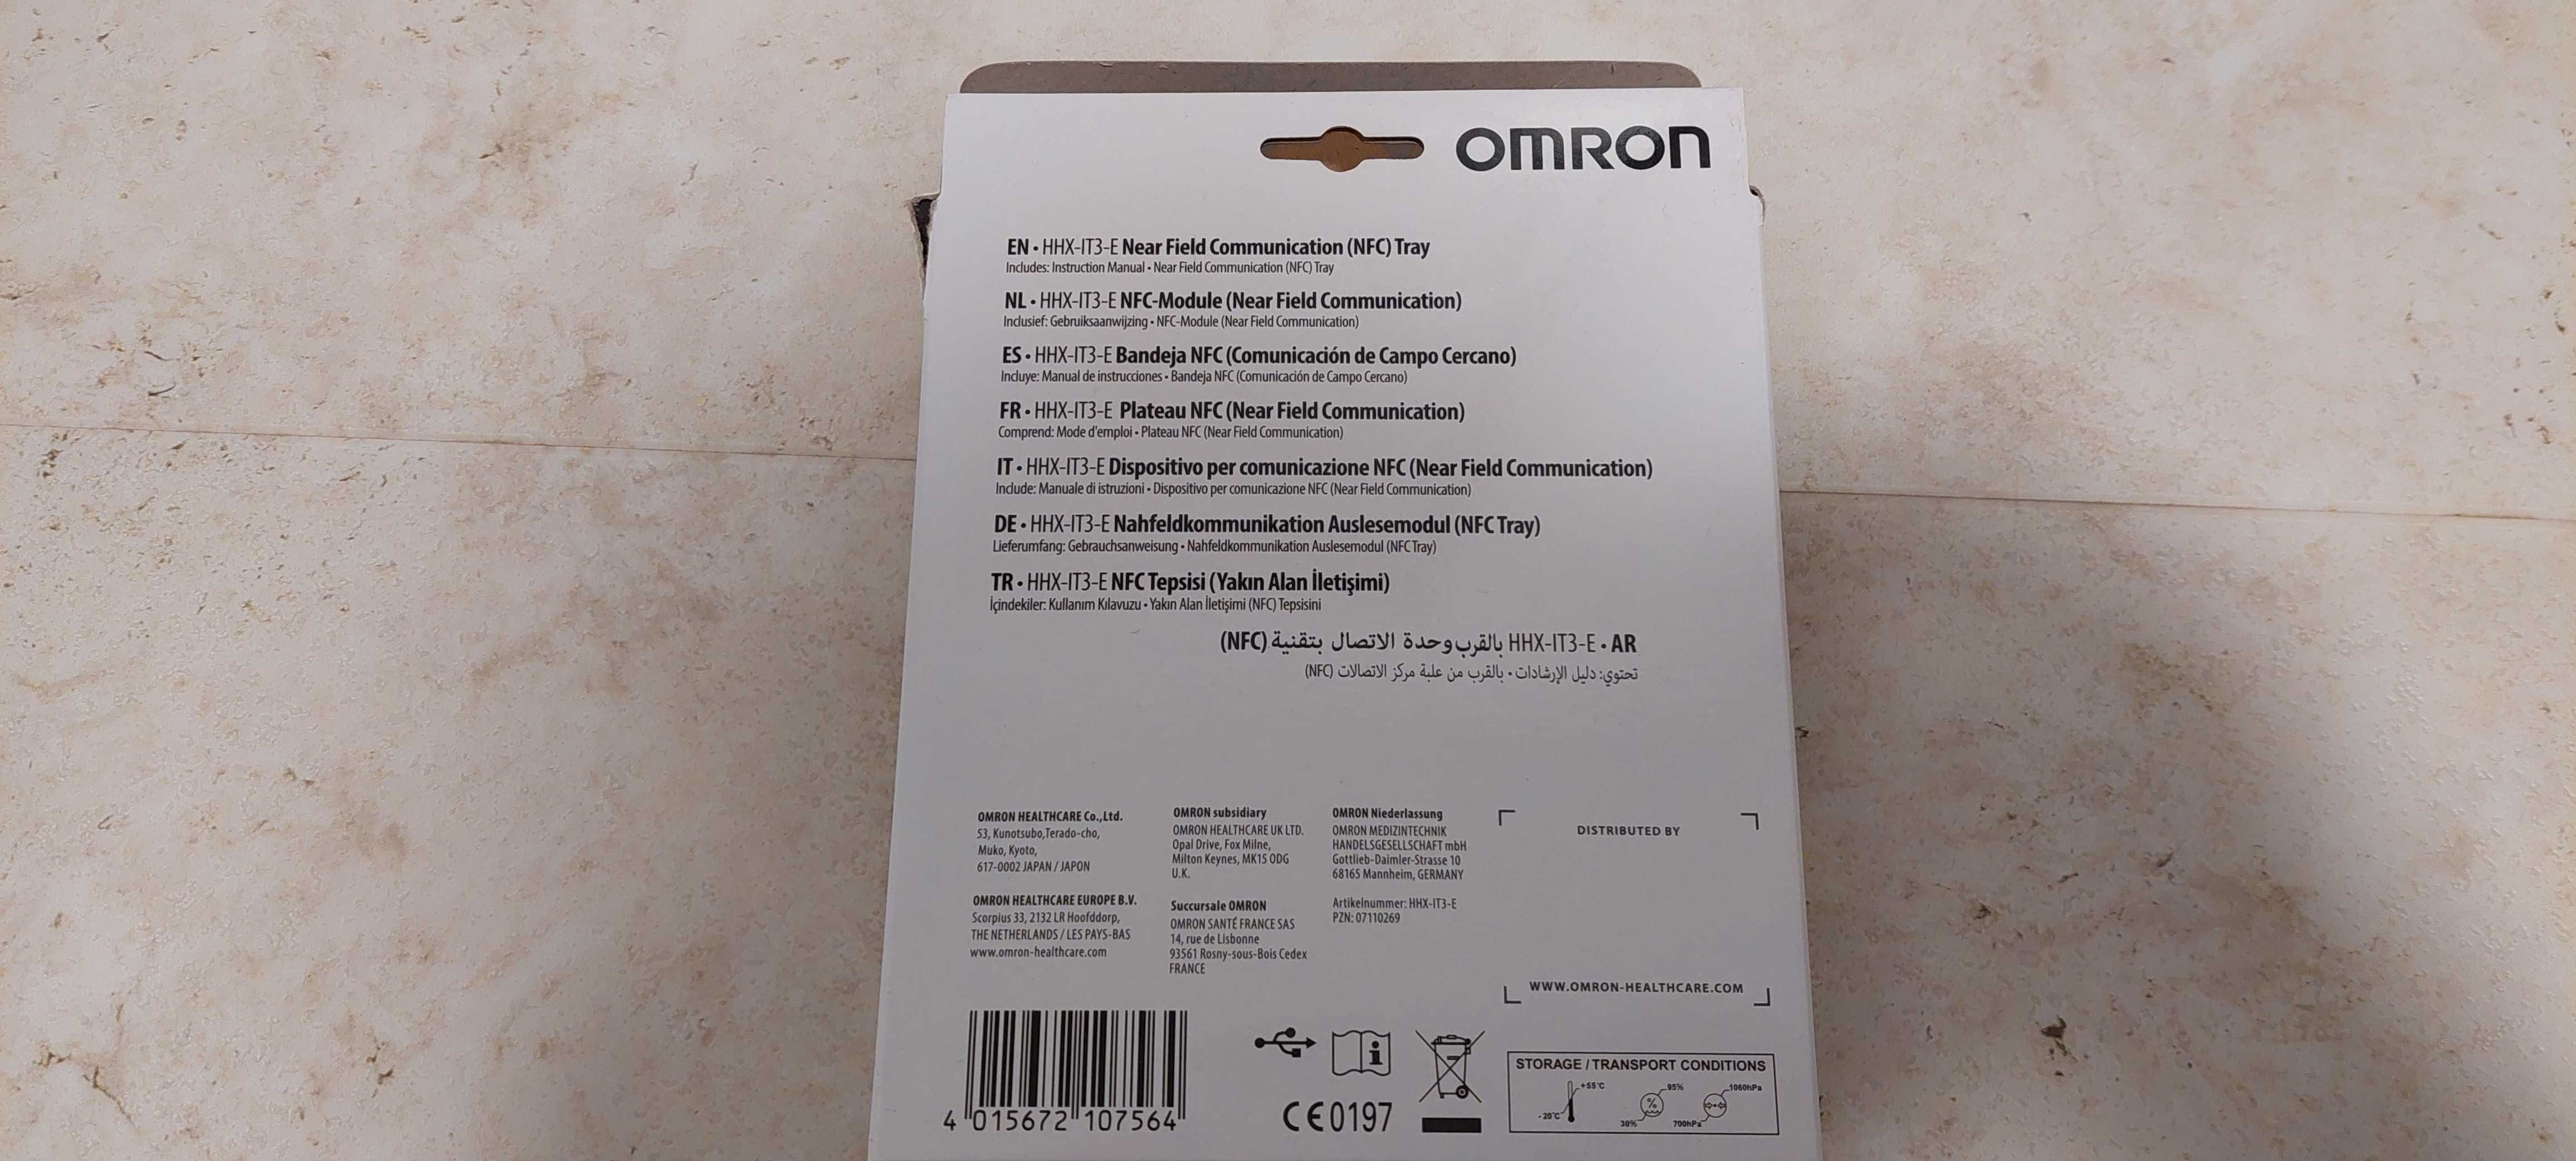 OMRON
EN • HHX-IT3-E Near Field Communication (NFC) Tray
Includes: Instruction Manual • Near Field Communication (NFC) Tray
NL • HHX-IT3-E NFC-Module (Near Field Communication)
Inclusief: Gebruiksaanwijzing • NFC-Module (Near Field Communication)
ES • HHX-IT3-E Bandeja NFC (Comunicación de Campo Cercano)
Incluye: Manual de instrucciones • Bandeja NFC (Comunicación de Campo Cercano)
FR • HHX-IT3-E Plateau NFC (Near Field Communication)
Comprend: Mode d'emploi • Plateau NFC (Near Field Communication)
IT • HHX-IT3-E Dispositivo per comunicazione NFC (Near Field Communication)
Include: Manuale di istruzioni • Dispositivo per comunicazione NFC (Near Field Communication)
DE • HHX-IT3-E Nahfeldkommunikation Auslesemodul (NFC Tray)
Lieferumfang: Gebrauchsanweisung • Nahfeldkommunikation Auslesemodul (NFC Tray)
TR • HHX-IT3-E NFC Tepsisi (Yakın Alan İletişimi)
İçindekiler: Kullanım Kılavuzu • Yakın Alan İletişimi (NFC) Tepsisini
AR • HHX-IT3-E بالقرب وحدة الاتصال بتقنية (NFC)
تحتوي: دليل الإرشادات • بالقرب من علبة مركز الاتصالات (NFC)
OMRON HEALTHCARE Co.,Ltd.
53, Kunotsubo,Terado-cho,
Muko, Kyoto,
617-0002 JAPAN / JAPON
OMRON HEALTHCARE EUROPE B.V.
Scorpius 33, 2132 LR Hoofddorp,
THE NETHERLANDS / LES PAYS-BAS
www.omron-healthcare.com
OMRON subsidiary
OMRON HEALTHCARE UK LTD.
Opal Drive, Fox Milne,
Milton Keynes, MK15 0DG
U.K.
Succursale OMRON
OMRON SANTÉ FRANCE SAS
14, rue de Lisbonne
93561 Rosny-sous-Bois Cedex
FRANCE
OMRON Niederlassung
OMRON MEDIZINTECHNIK
HANDELSGESELLSCHAFT mbH
Gottlieb-Daimler-Strasse 10
68165 Mannheim, GERMANY
Artikelnummer: HHX-IT3-E
PZN: 07110269
DISTRIBUTED BY
WWW.OMRON-HEALTHCARE.COM
4 015672 107564
CE0197
STORAGE / TRANSPORT CONDITIONS
+55°C
-20°C
95%
%
30%
1060hPa
700hPa